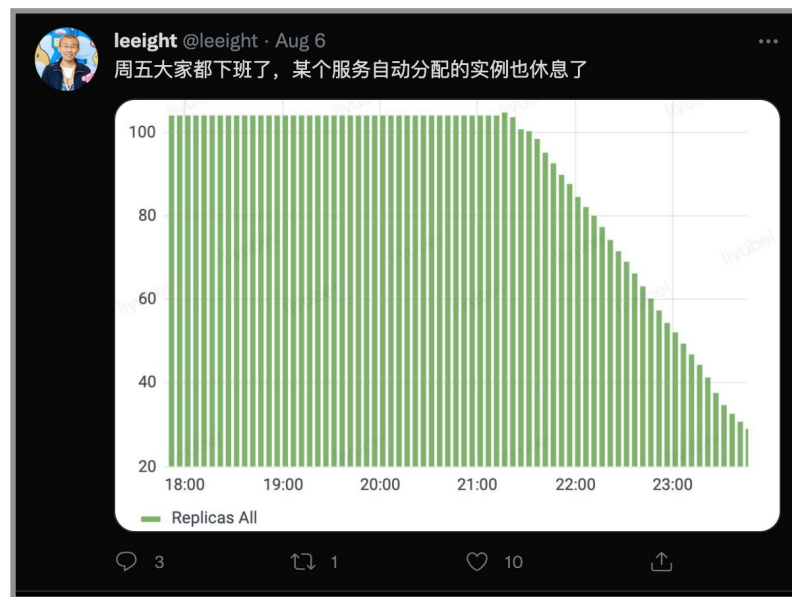 leeight @leeight · Aug 6
周五大家都下班了，某个服务自动分配的实例也休息了
100
80
60
40
20
18:00 19:00 20:00 21:00 22:00 23:00
Replicas All
3 1 10
liyubei